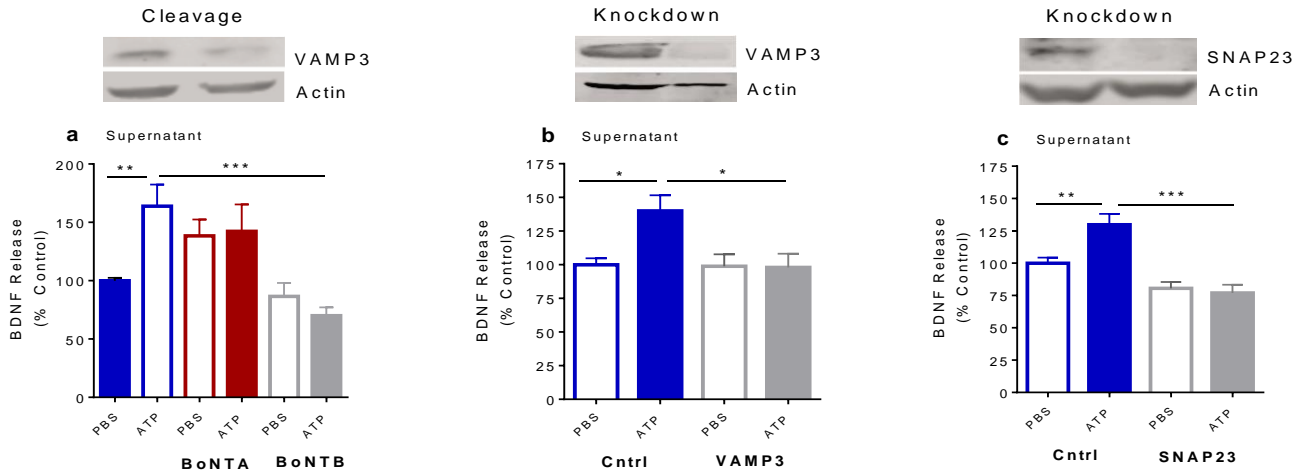 Cleavage
VAMP3
Actin
a Supernatant
BDNF Release
(% Control)
200
150
100
50
0
** ***
PBS ATP PBS ATP PBS ATP
BoNTA BoNTB
Knockdown
VAMP3
Actin
b Supernatant
BDNF Release
(% Control)
175
150
125
100
75
50
25
0
* *
PBS ATP PBS ATP
Cntrl VAMP3
Knockdown
SNAP23
Actin
c Supernatant
BDNF Release
(% Control)
175
150
125
100
75
50
25
0
** ***
PBS ATP PBS ATP
Cntrl SNAP23